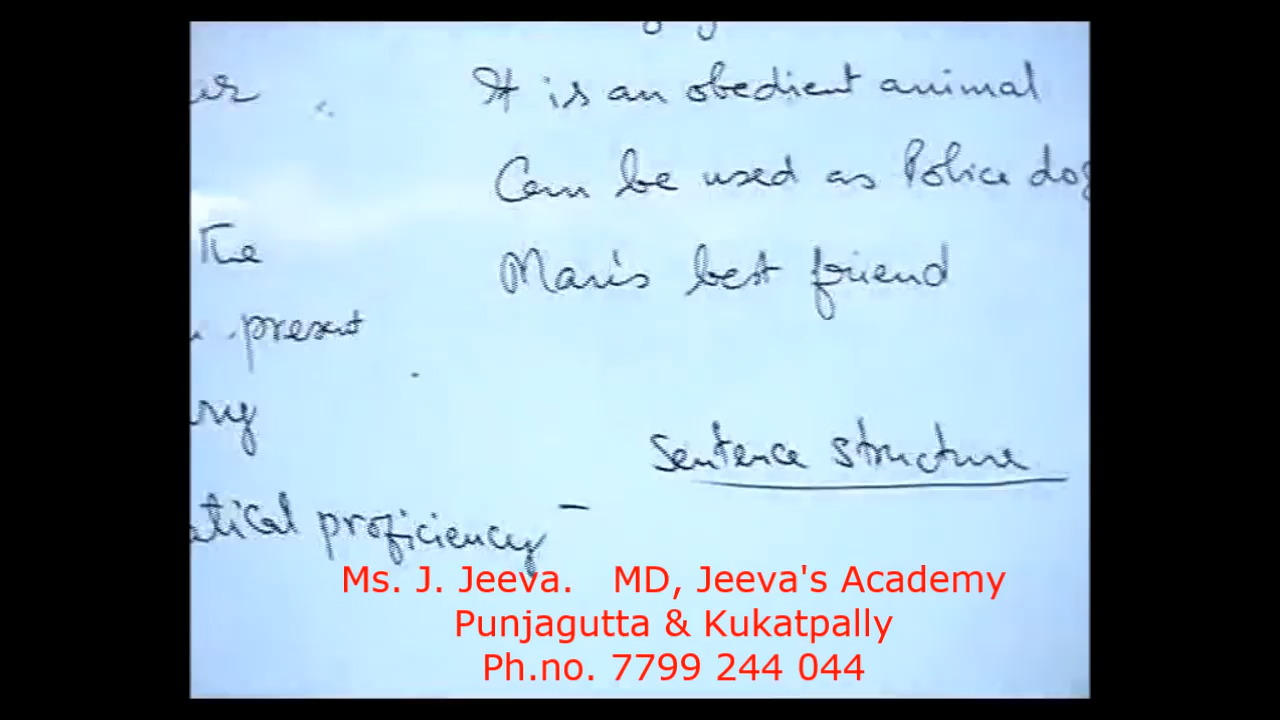 It is an obedient animal
Can be used as Police dog
The
Man's best friend
present
Sentence structure
proficiency -
Ms. J. Jeeva. MD, Jeeva's Academy
Punjagutta & Kukatpally
Ph.no. 7799 244 044